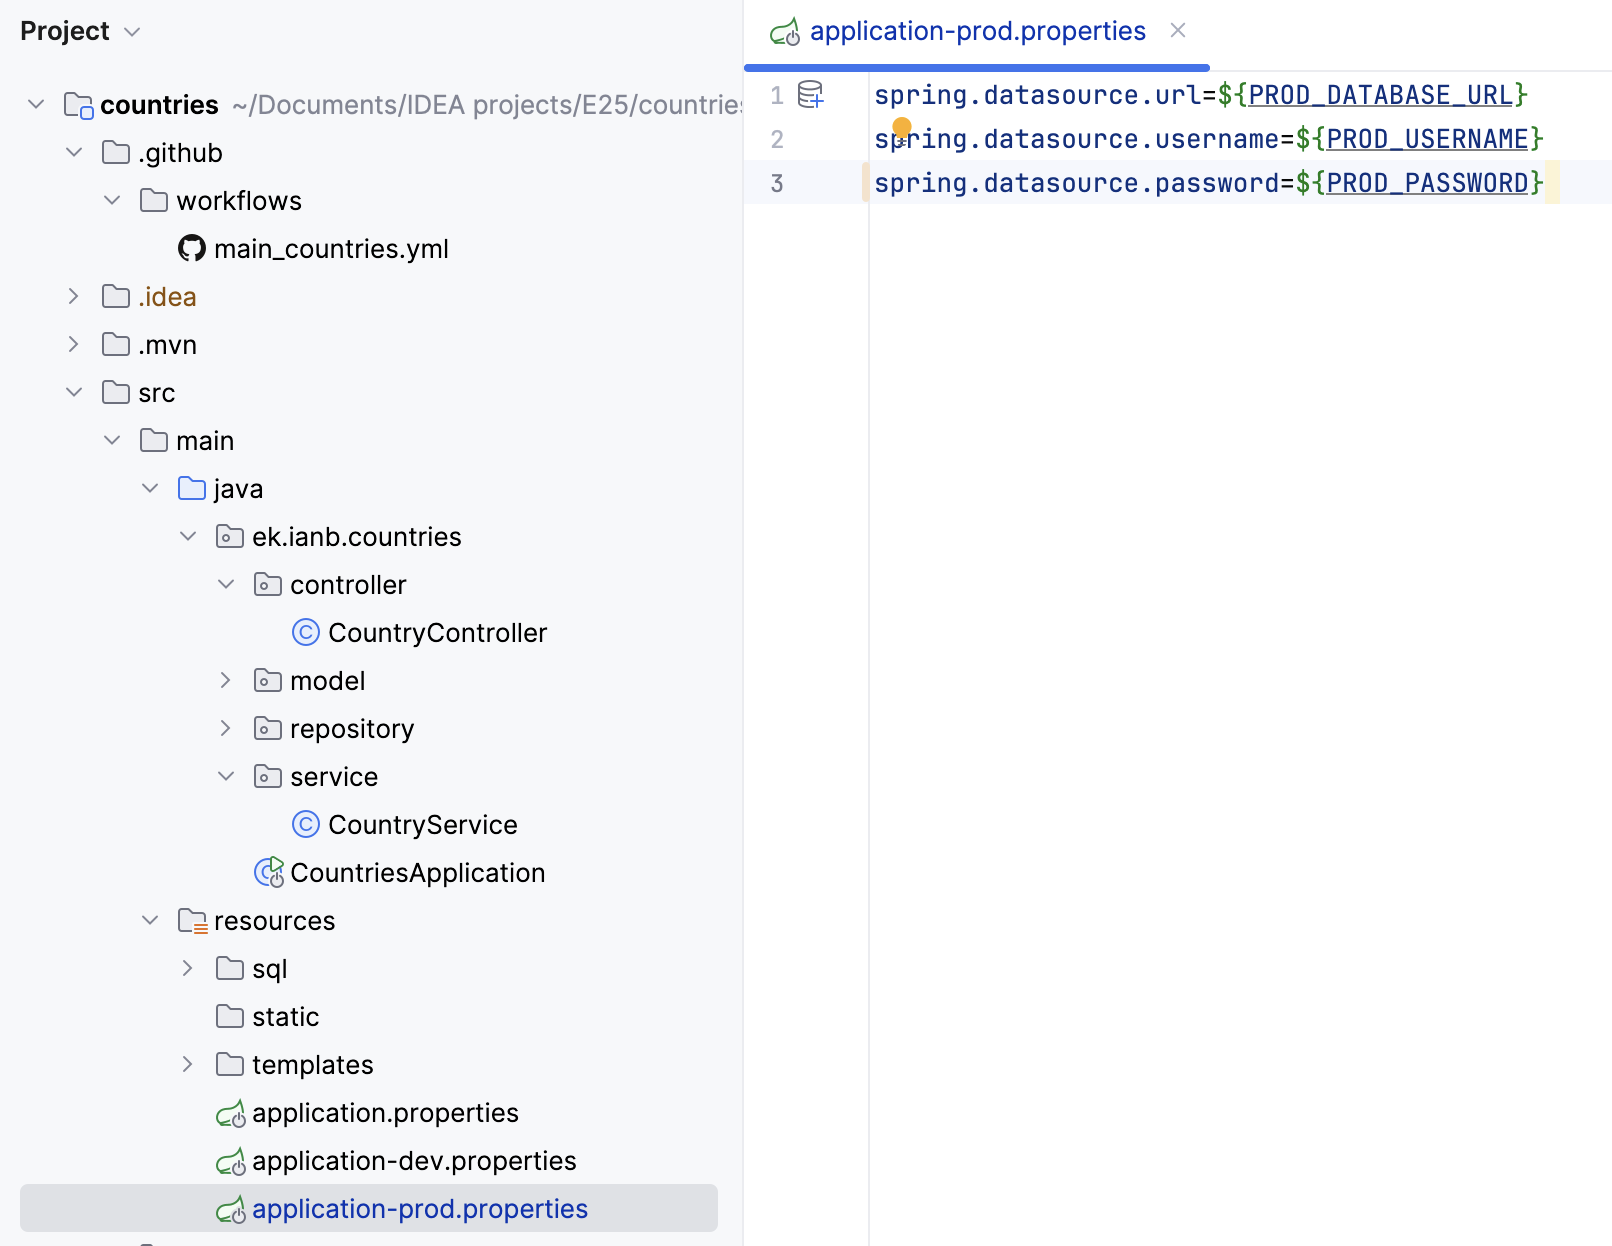 Project
countries ~/Documents/IDEA projects/E25/countries
.github
workflows
main_countries.yml
.idea
.mvn
src
main
java
ek.ianb.countries
controller
CountryController
model
repository
service
CountryService
CountriesApplication
resources
sql
static
templates
application.properties
application-dev.properties
application-prod.properties
application-prod.properties
1 spring.datasource.url=${PROD_DATABASE_URL}
2 spring.datasource.username=${PROD_USERNAME}
3 spring.datasource.password=${PROD_PASSWORD}